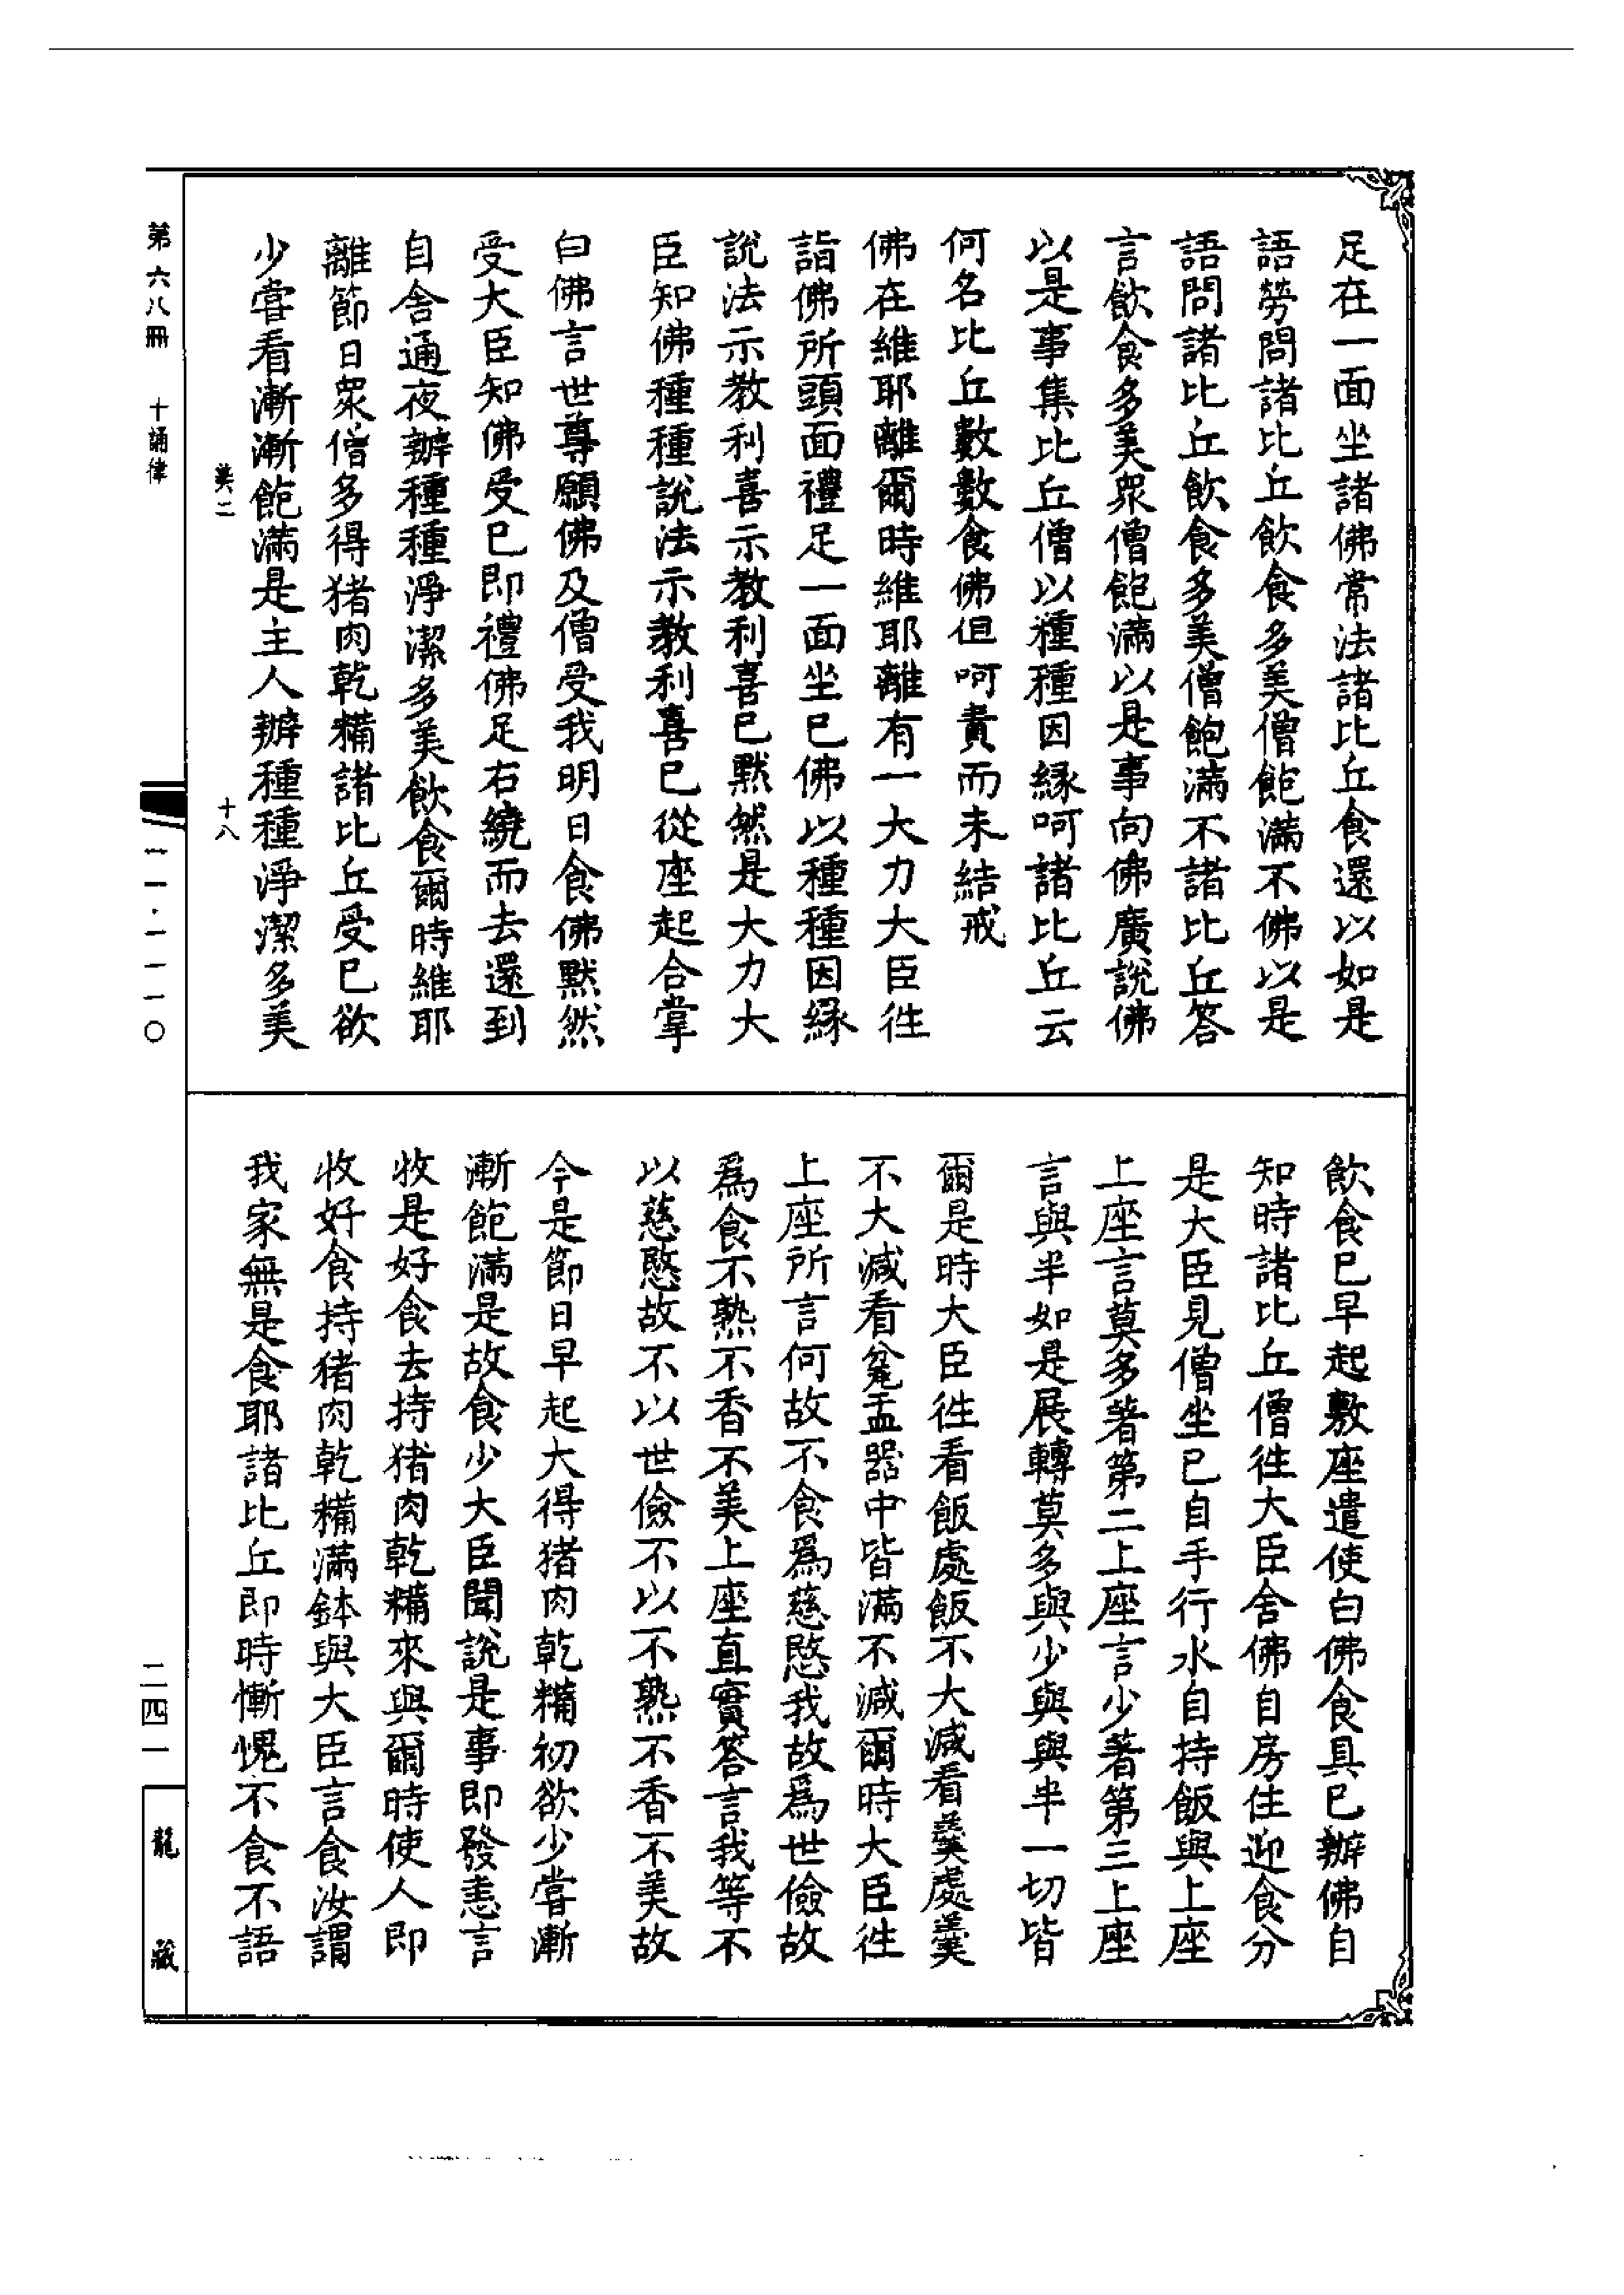 足在一面坐諸佛常法諸比丘食還以如是
語勞問諸比丘飲食多美僧飽滿不佛以是
語問諸比丘飲食多美僧飽滿不諸比丘答
言飲食多美眾僧飽滿以是事向佛廣說佛
以是事集比丘僧以種種因緣呵諸比丘云
何名比丘數數食佛但呵責而未結戒
佛在維耶離爾時維耶離有一大力大臣往
詣佛所頭面禮足一面坐已佛以種種因緣
說法示教利喜示教利喜已默然是大力大
臣知佛種種說法示教利喜已從座起合掌
白佛言世尊願佛及僧受我明日食佛默然
受大臣知佛受已即禮佛足右繞而去還到
自舍通夜辦種種淨潔多美飲食爾時維耶
離節日眾僧多得猪肉乾糒諸比丘受已欲
少嘗看漸漸飽滿是主人辦種種淨潔多美
飲食已早起敷座遣使白佛食具已辦佛自
知時諸比丘僧往大臣舍佛自房住迎食分
是大臣見僧坐已自手行水自持飯與上座
上座言莫多著第二上座言少著第三上座
言與半如是展轉莫多與少與與半一切皆
爾是時大臣往看飯處飯不大減看羹處羹
不大減看㿿盂器中皆滿不減爾時大臣往
上座所言何故不食為慈愍我故為世儉故
為食不熟不香不美上座直實答言我等不
以慈愍故不以世儉不以不熟不香不美故
今是節日早起大得猪肉乾糒初欲少嘗漸
漸飽滿是故食少大臣聞說是事即發恚言
收是好食去持猪肉乾糒來與爾時使人即
收好食持猪肉乾糒滿鉢與大臣言食汝謂
我家無是食耶諸比丘即時慚愧不食不語
第六八冊 十誦律
美二 十八
二四一
龍藏